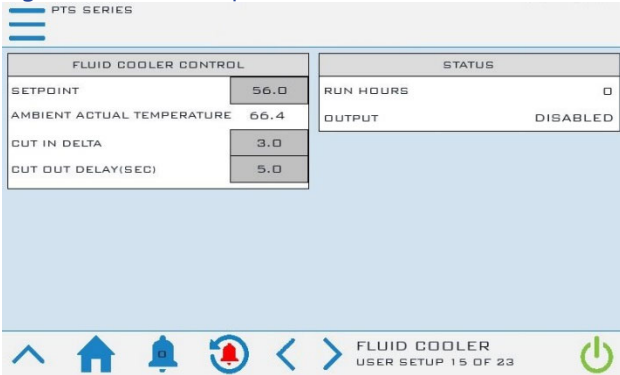 PTS SERIES
FLUID COOLER CONTROL
SETPOINT 56.0
AMBIENT ACTUAL TEMPERATURE 66.4
CUT IN DELTA 3.0
CUT OUT DELAY(SEC) 5.0
STATUS
RUN HOURS 0
OUTPUT DISABLED
0
FLUID COOLER
USER SETUP 15 OF 23